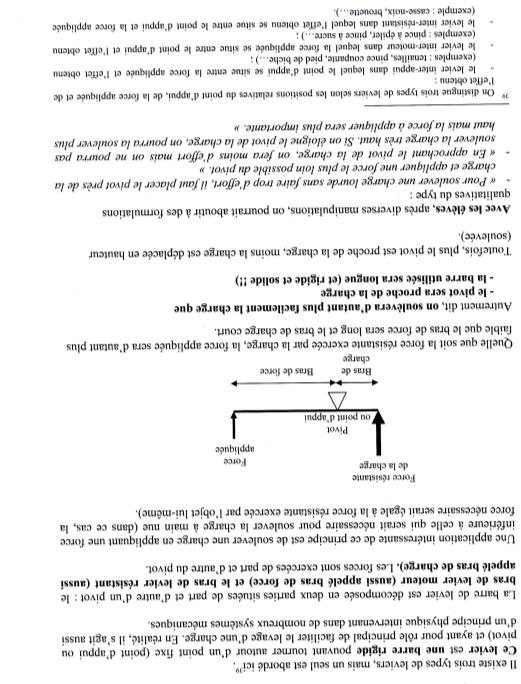 Il existe trois types de leviers, mais un seul est abordé ici³⁹.
Ce levier est une barre rigide pouvant tourner autour d'un point fixe (point d'appui ou
pivot) et ayant pour rôle principal de faciliter le levage d'une charge. En réalité, il s'agit aussi
d'un principe physique intervenant dans de nombreux systèmes mécaniques.
La barre de levier est décomposée en deux parties situées de part et d'autre d'un pivot : le
bras de levier moteur (aussi appelé bras de force) et le bras de levier résistant (aussi
appelé bras de charge). Les forces sont exercées de part et d'autre du pivot.
Une application intéressante de ce principe est de soulever une charge en appliquant une force
inférieure à celle qui serait nécessaire pour soulever la charge à main nue (dans ce cas, la
force nécessaire serait égale à la force résistante exercée par l'objet lui-même).
Force résistante
de la charge
Force
appliquée
Pivot
ou point d'appui
Bras de
charge
Bras de force
Quelle que soit la force résistante exercée par la charge, la force appliquée sera d'autant plus
faible que le bras de force sera long et le bras de charge court.
Autrement dit, on soulèvera d'autant plus facilement la charge que
- le pivot sera proche de la charge
- la barre utilisée sera longue (et rigide et solide !!)
Toutefois, plus le pivot est proche de la charge, moins la charge est déplacée en hauteur
(soulevée).
Avec les élèves, après diverses manipulations, on pourrait aboutir à des formulations
qualitatives du type :
- « Pour soulever une charge lourde sans faire trop d'effort, il faut placer le pivot près de la
charge et appliquer une force le plus loin possible du pivot. »
- « En approchant le pivot de la charge, on fera moins d'effort mais on ne pourra pas
soulever la charge très haut. Si on éloigne le pivot de la charge, on pourra la soulever plus
haut mais la force à appliquer sera plus importante. »
³⁹ On distingue trois types de leviers selon les positions relatives du point d'appui, de la force appliquée et de
l'effet obtenu :
- le levier inter-appui dans lequel le point d'appui se situe entre la force appliquée et l'effet obtenu
(exemples : tenailles, pince coupante, pied de biche…) ;
- le levier inter-moteur dans lequel la force appliquée se situe entre le point d'appui et l'effet obtenu
(exemples : pince à épiler, pince à sucre…) ;
- le levier inter-résistant dans lequel l'effet obtenu se situe entre le point d'appui et la force appliquée
(exemple : casse-noix, brouette…).